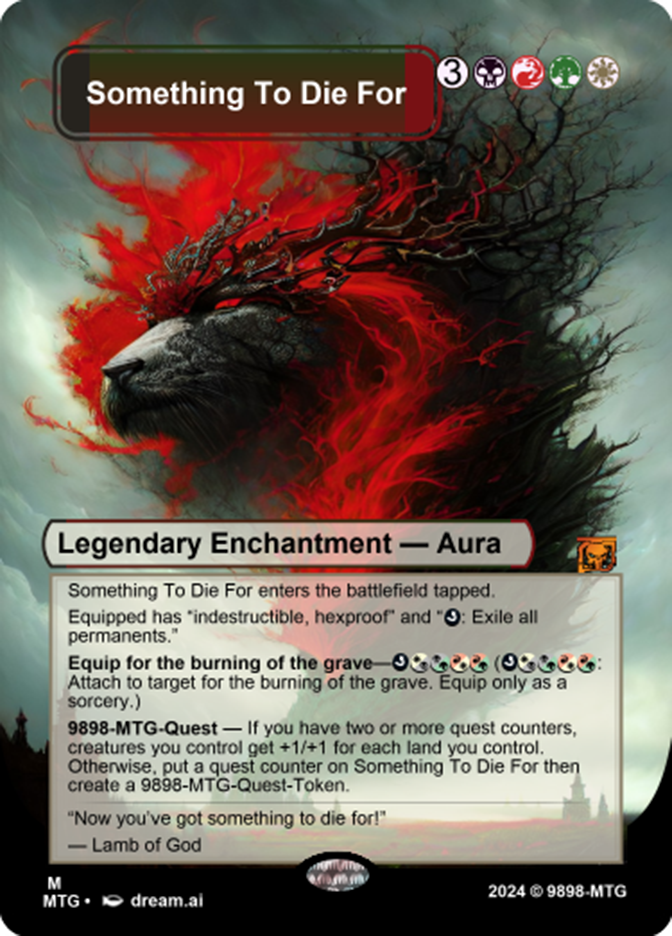 Something To Die For
3
Legendary Enchantment — Aura
Something To Die For enters the battlefield tapped.
Equipped has “indestructible, hexproof” and “ : Exile all
permanents.”
Equip for the burning of the grave— ( :
Attach to target for the burning of the grave. Equip only as a
sorcery.)
9898-MTG-Quest — If you have two or more quest counters,
creatures you control get +1/+1 for each land you control.
Otherwise, put a quest counter on Something To Die For then
create a 9898-MTG-Quest-Token.
“Now you’ve got something to die for!”
— Lamb of God
M
MTG • dream.ai
2024 © 9898-MTG